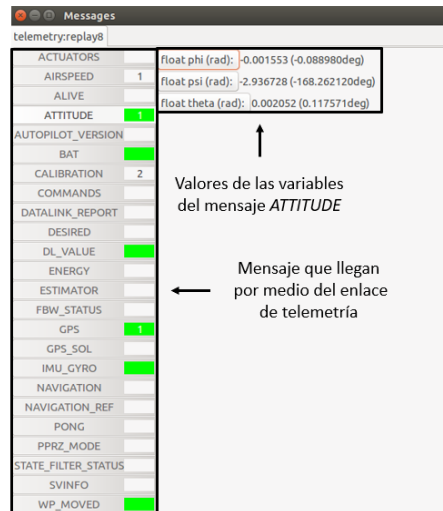 Messages
telemetry:replay8
ACTUATORS
AIRSPEED 1
ALIVE
ATTITUDE 1
AUTOPILOT_VERSION
BAT
CALIBRATION 2
COMMANDS
DATALINK_REPORT
DESIRED
DL_VALUE
ENERGY
ESTIMATOR
FBW_STATUS
GPS 1
GPS_SOL
IMU_GYRO
NAVIGATION
NAVIGATION_REF
PONG
PPRZ_MODE
STATE_FILTER_STATUS
SVINFO
WP_MOVED
float phi (rad): -0.001553 (-0.088980deg)
float psi (rad): -2.936728 (-168.262120deg)
float theta (rad): 0.002052 (0.117571deg)
Valores de las variables
del mensaje ATTITUDE
Mensaje que llegan
por medio del enlace
de telemetría